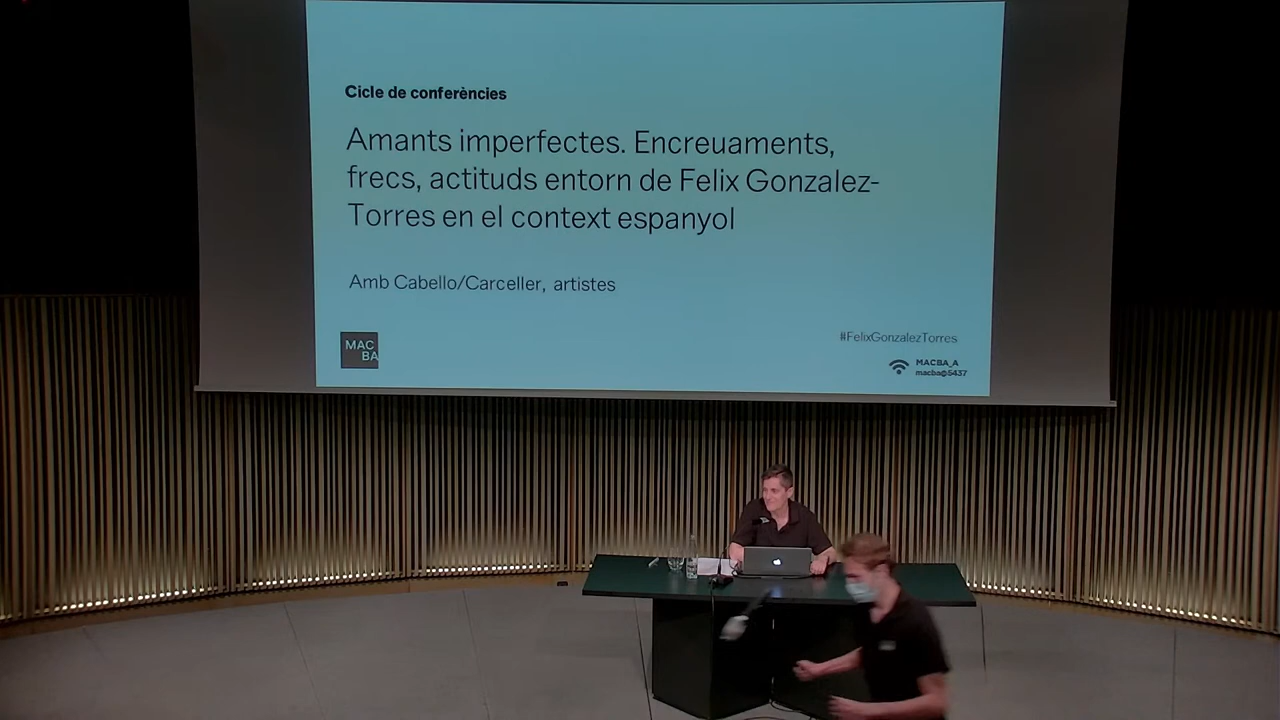 Cicle de conferències
Amants imperfectes. Encreuaments,
frecs, actituds entorn de Felix Gonzalez-
Torres en el context espanyol
Amb Cabello/Carceller, artistes
MAC
BA
#FelixGonzalezTorres
MACBA_A
macba@5437